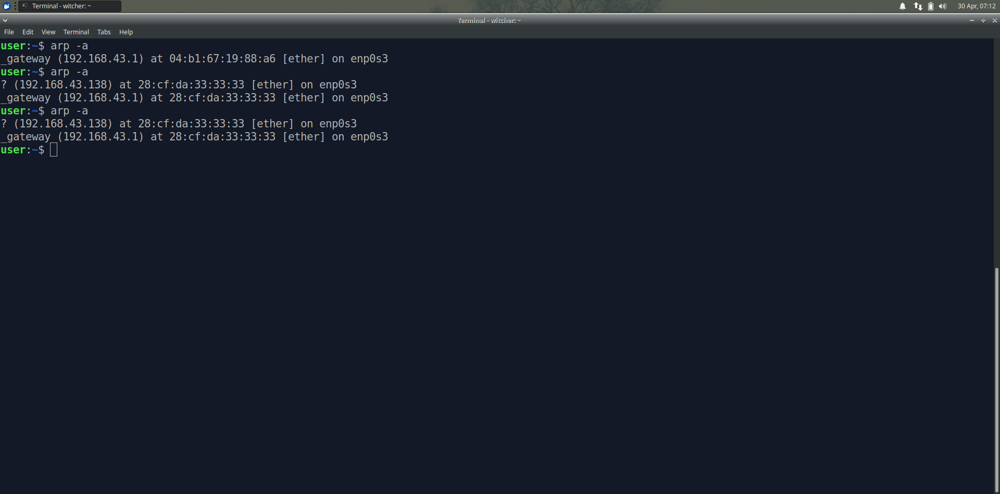 Terminal - witcher: ~
30 Apr, 07:12
Terminal - witcher: ~
File Edit View Terminal Tabs Help
user:~$ arp -a
_gateway (192.168.43.1) at 04:b1:67:19:88:a6 [ether] on enp0s3
user:~$ arp -a
? (192.168.43.138) at 28:cf:da:33:33:33 [ether] on enp0s3
_gateway (192.168.43.1) at 28:cf:da:33:33:33 [ether] on enp0s3
user:~$ arp -a
? (192.168.43.138) at 28:cf:da:33:33:33 [ether] on enp0s3
_gateway (192.168.43.1) at 28:cf:da:33:33:33 [ether] on enp0s3
user:~$